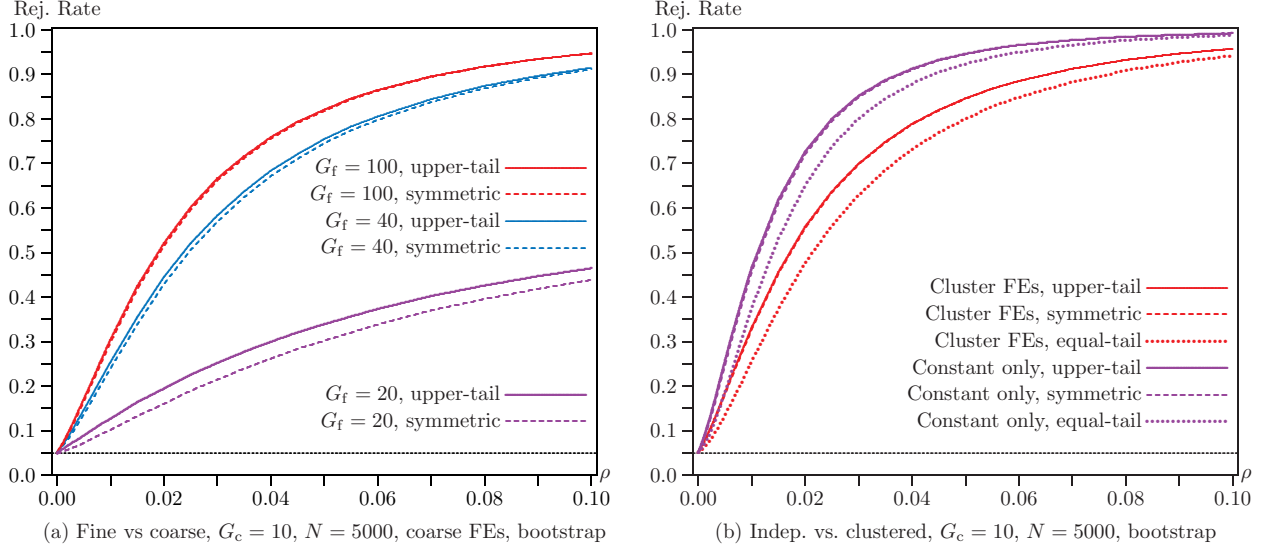 Rej. Rate
1.0
0.9
0.8
0.7
0.6
0.5
0.4
0.3
0.2
0.1
0.0
G_f = 100, upper-tail
G_f = 100, symmetric
G_f = 40, upper-tail
G_f = 40, symmetric
G_f = 20, upper-tail
G_f = 20, symmetric
ρ
0.00 0.02 0.04 0.06 0.08 0.10
(a) Fine vs coarse, G_c = 10, N = 5000, coarse FEs, bootstrap
Rej. Rate
1.0
0.9
0.8
0.7
0.6
0.5
0.4
0.3
0.2
0.1
0.0
Cluster FEs, upper-tail
Cluster FEs, symmetric
Cluster FEs, equal-tail
Constant only, upper-tail
Constant only, symmetric
Constant only, equal-tail
ρ
0.00 0.02 0.04 0.06 0.08 0.10
(b) Indep. vs. clustered, G_c = 10, N = 5000, bootstrap